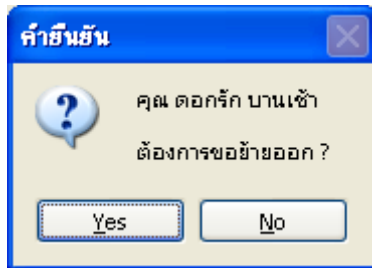 คำยืนยัน
คุณ ดอกรัก บานเช้า
ต้องการขอย้ายออก ?
Yes
No